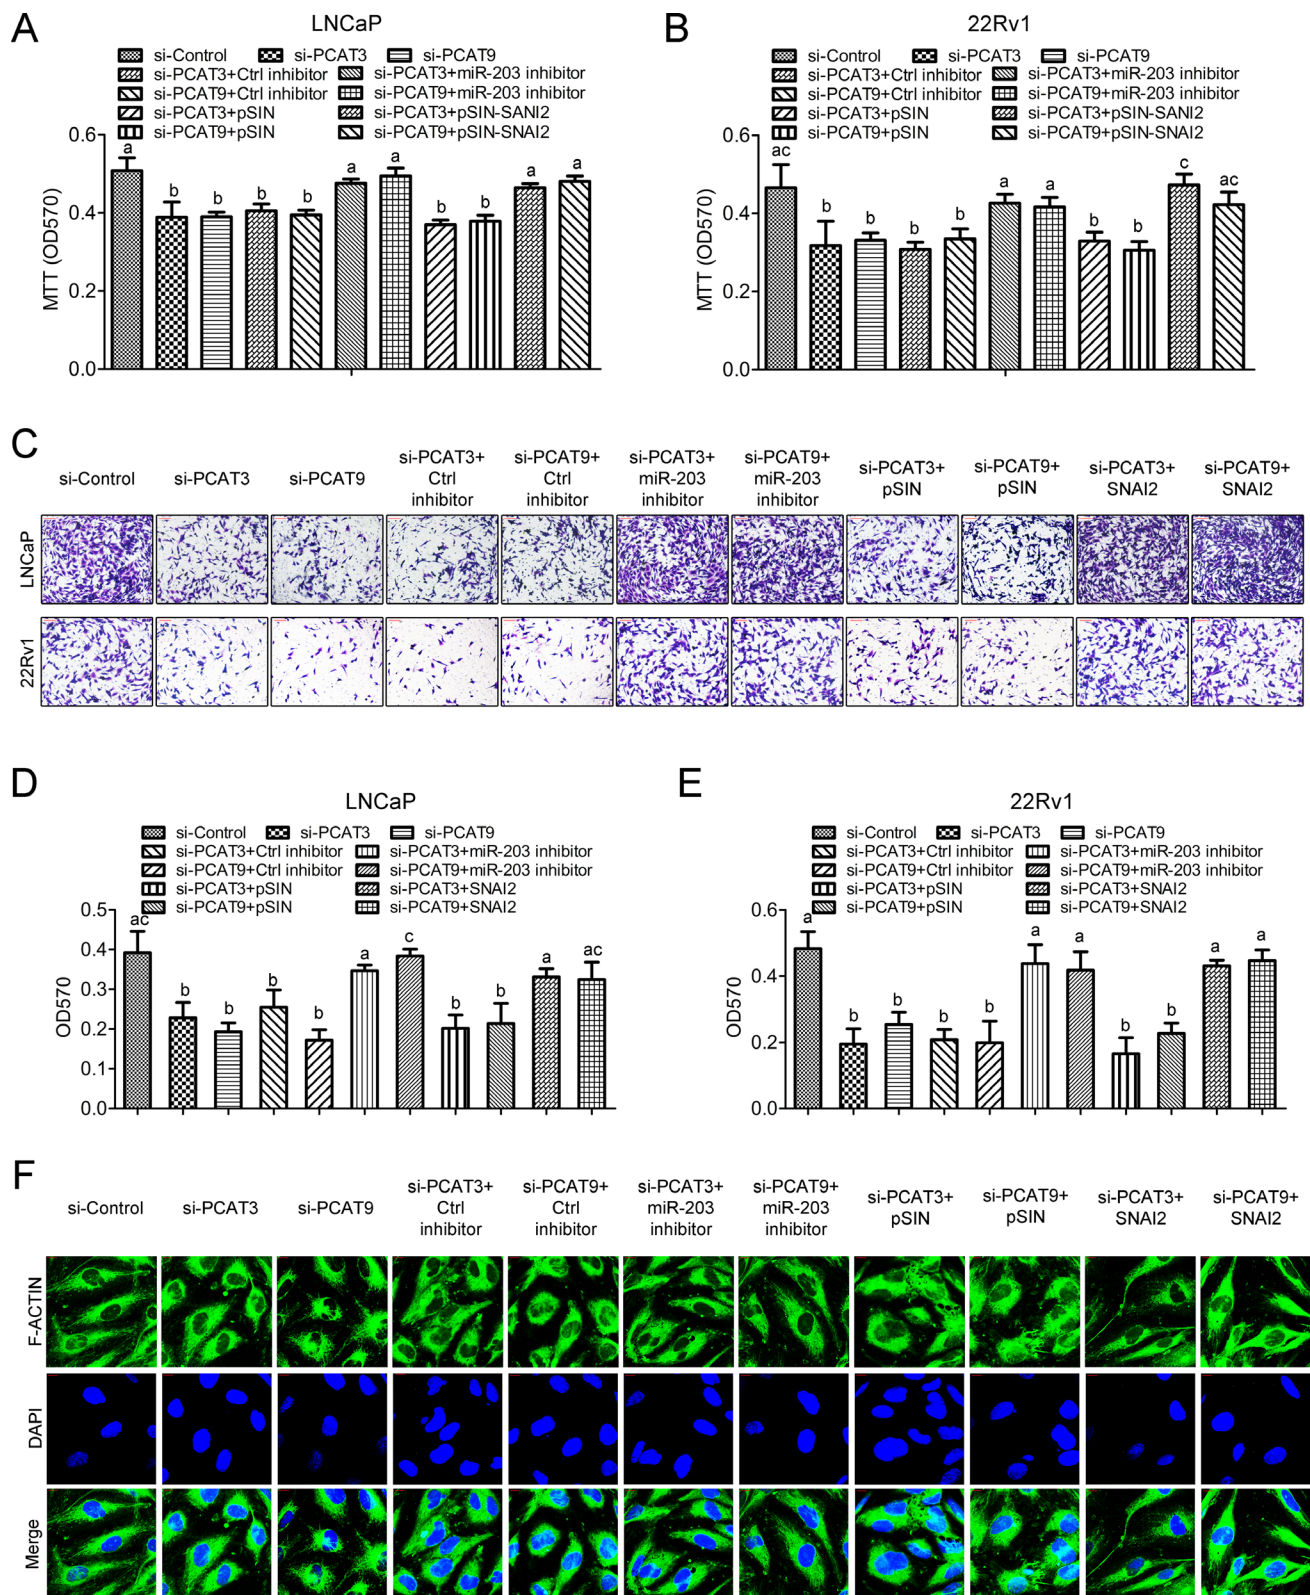 A
LNCaP
si-Control si-PCAT3 si-PCAT9
si-PCAT3+Ctrl inhibitor si-PCAT3+miR-203 inhibitor
si-PCAT9+Ctrl inhibitor si-PCAT9+miR-203 inhibitor
si-PCAT3+pSIN si-PCAT3+pSIN-SANI2
si-PCAT9+pSIN si-PCAT9+pSIN-SNAI2
MTT (OD570)
0.6
0.4
0.2
0.0
a b b b b a a b b a a
B
22Rv1
si-Control si-PCAT3 si-PCAT9
si-PCAT3+Ctrl inhibitor si-PCAT3+miR-203 inhibitor
si-PCAT9+Ctrl inhibitor si-PCAT9+miR-203 inhibitor
si-PCAT3+pSIN si-PCAT3+pSIN-SANI2
si-PCAT9+pSIN si-PCAT9+pSIN-SNAI2
MTT (OD570)
0.6
0.4
0.2
0.0
ac b b b b a a b b c ac
C
si-Control
si-PCAT3
si-PCAT9
si-PCAT3+
Ctrl
inhibitor
si-PCAT9+
Ctrl
inhibitor
si-PCAT3+
miR-203
inhibitor
si-PCAT9+
miR-203
inhibitor
si-PCAT3+
pSIN
si-PCAT9+
pSIN
si-PCAT3+
SNAI2
si-PCAT9+
SNAI2
LNCaP
22Rv1
D
LNCaP
si-Control si-PCAT3 si-PCAT9
si-PCAT3+Ctrl inhibitor si-PCAT3+miR-203 inhibitor
si-PCAT9+Ctrl inhibitor si-PCAT9+miR-203 inhibitor
si-PCAT3+pSIN si-PCAT3+SNAI2
si-PCAT9+pSIN si-PCAT9+SNAI2
OD570
0.5
0.4
0.3
0.2
0.1
0.0
ac b b b b a c b b a ac
E
22Rv1
si-Control si-PCAT3 si-PCAT9
si-PCAT3+Ctrl inhibitor si-PCAT3+miR-203 inhibitor
si-PCAT9+Ctrl inhibitor si-PCAT9+miR-203 inhibitor
si-PCAT3+pSIN si-PCAT3+SNAI2
si-PCAT9+pSIN si-PCAT9+SNAI2
OD570
0.6
0.4
0.2
0.0
a b b b b a a b b a a
F
si-Control
si-PCAT3
si-PCAT9
si-PCAT3+
Ctrl
inhibitor
si-PCAT9+
Ctrl
inhibitor
si-PCAT3+
miR-203
inhibitor
si-PCAT9+
miR-203
inhibitor
si-PCAT3+
pSIN
si-PCAT9+
pSIN
si-PCAT3+
SNAI2
si-PCAT9+
SNAI2
F-ACTIN
DAPI
Merge